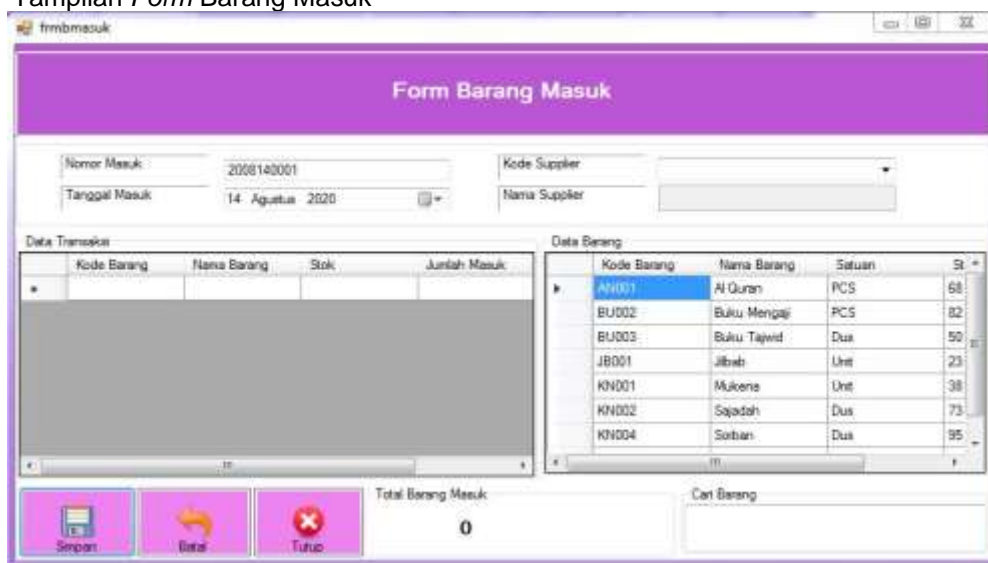 Tampilan Form Barang Masuk
frmbmasuk
Form Barang Masuk
Nomor Masuk 2008140001 Kode Supplier
Tanggal Masuk 14 Agustus 2020 Nama Supplier
Data Transaksi Data Barang
Kode Barang Nama Barang Stok Jumlah Masuk Kode Barang Nama Barang Satuan St
AN001 Al Quran PCS 68
BU002 Buku Mengaji PCS 82
BU003 Buku Tajwid Dus 50
JB001 Jilbab Unit 23
KN001 Mukena Unit 38
KN002 Sajadah Dus 73
KN004 Sorban Dus 95
Total Barang Masuk Cari Barang
0
Simpan Batal Tutup